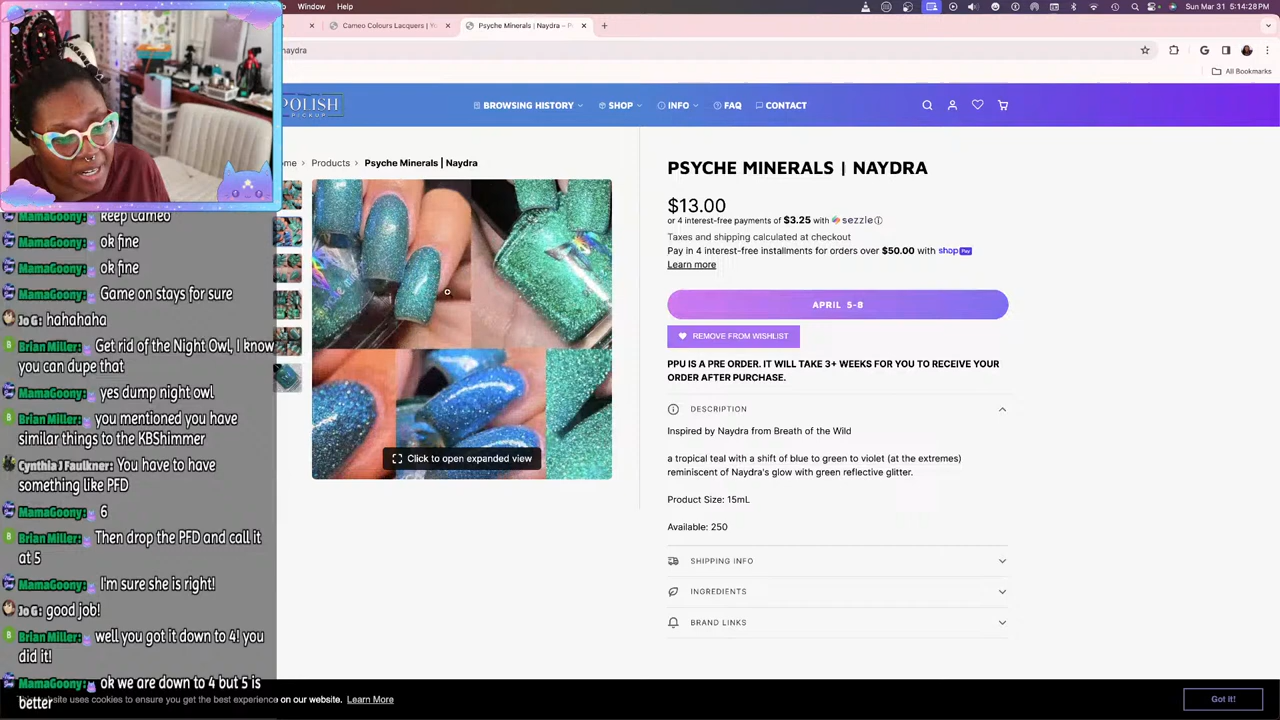 Window
Help
Sun Mar 31 5:14:28 PM
Cameo Colours Lacquers | Yo
Psyche Minerals | Naydra – P
naydra
All Bookmarks
POLISH
PICKUP
BROWSING HISTORY
SHOP
INFO
FAQ
CONTACT
ome > Products > Psyche Minerals | Naydra
PSYCHE MINERALS | NAYDRA
$13.00
or 4 interest-free payments of $3.25 with sezzle
Taxes and shipping calculated at checkout
Pay in 4 interest-free installments for orders over $50.00 with shop Pay
Learn more
APRIL 5-8
REMOVE FROM WISHLIST
PPU IS A PRE ORDER. IT WILL TAKE 3+ WEEKS FOR YOU TO RECEIVE YOUR
ORDER AFTER PURCHASE.
DESCRIPTION
Inspired by Naydra from Breath of the Wild
a tropical teal with a shift of blue to green to violet (at the extremes)
reminiscent of Naydra's glow with green reflective glitter.
Product Size: 15mL
Available: 250
SHIPPING INFO
INGREDIENTS
BRAND LINKS
Click to open expanded view
MamaGoony: keep Cameo
MamaGoony: ok fine
MamaGoony: ok fine
MamaGoony: Game on stays for sure
Jo G: hahahaha
Brian Miller: Get rid of the Night Owl, I know
you can dupe that
MamaGoony: yes dump night owl
Brian Miller: you mentioned you have
similar things to the KBShimmer
Cynthia J Faulkner: You have to have
something like PFD
MamaGoony: 6
Brian Miller: Then drop the PFD and call it
at 5
MamaGoony: I'm sure she is right!
Jo G: good job!
Brian Miller: well you got it down to 4! you
did it!
MamaGoony: ok we are down to 4 but 5 is
better
This website uses cookies to ensure you get the best experience on our website. Learn More
Got it!